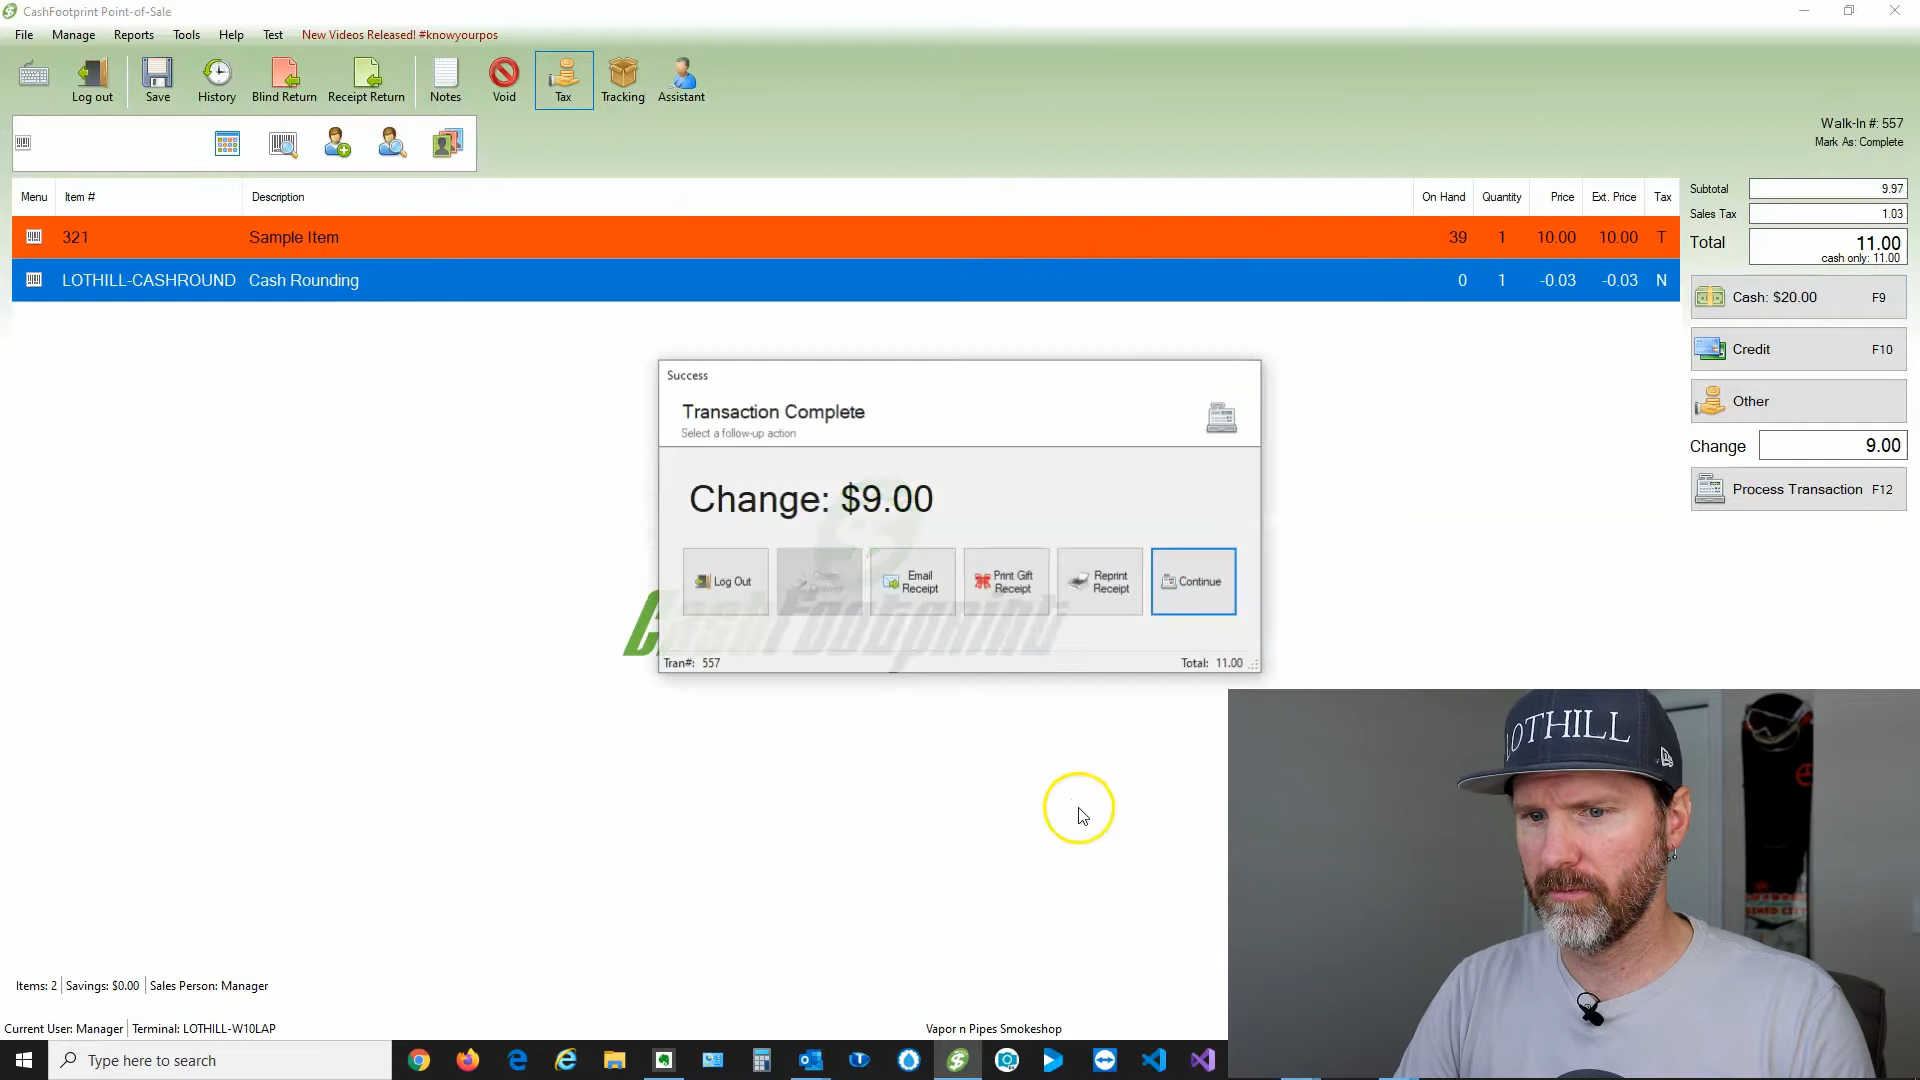 CashFootprint Point-of-Sale
File Manage Reports Tools Help Test New Videos Released! #knowyourpos
Log out Save History Blind Return Receipt Return Notes Void Tax Tracking Assistant
Walk-In #: 557
Mark As: Complete
Menu Item # Description On Hand Quantity Price Ext. Price Tax
321 Sample Item 39 1 10.00 10.00 T
LOTHILL-CASHROUND Cash Rounding 0 1 -0.03 -0.03 N
Subtotal 9.97
Sales Tax 1.03
Total 11.00
cash only: 11.00
Cash: $20.00 F9
Credit F10
Other
Change 9.00
Process Transaction F12
Success
Transaction Complete
Select a follow-up action
Change: $9.00
Log Out
Open Drawer
Email Receipt
Print Gift Receipt
Reprint Receipt
Continue
CashFootprint
Tran#: 557 Total: 11.00
LOTHILL
Items: 2 Savings: $0.00 Sales Person: Manager
Current User: Manager Terminal: LOTHILL-W10LAP Vapor n Pipes Smokeshop
Type here to search